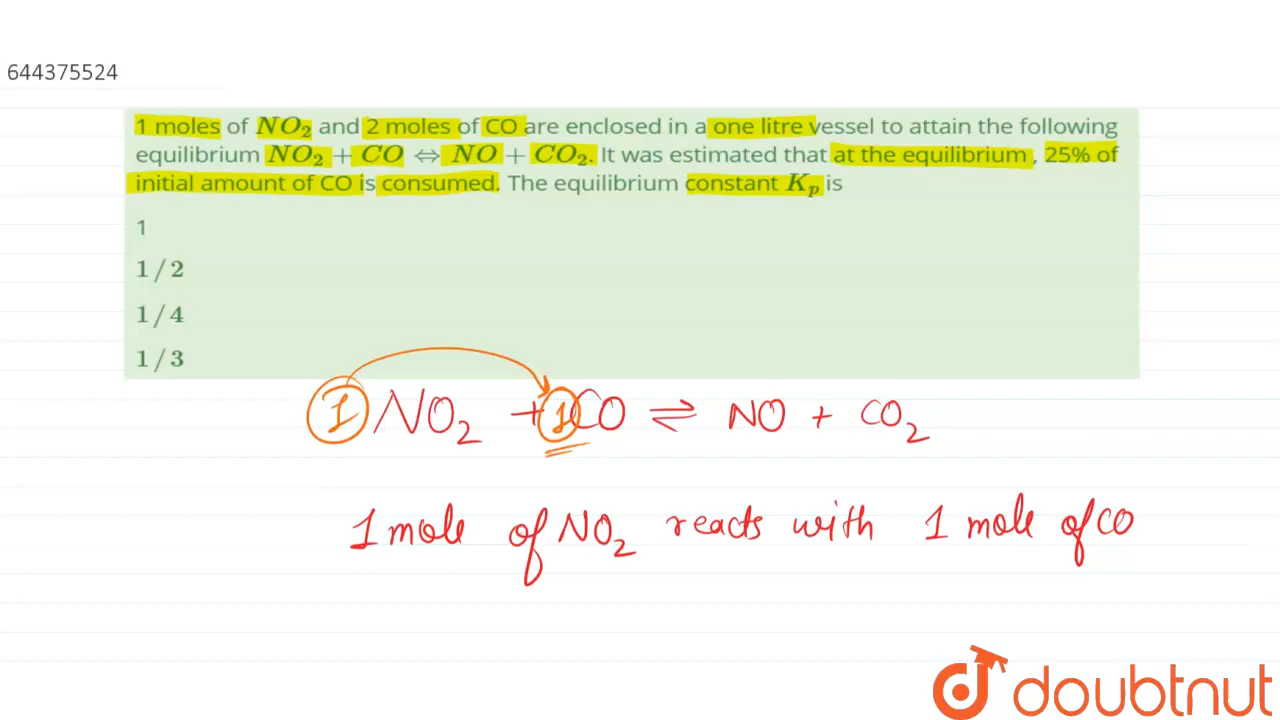 644375524
1 moles of NO₂ and 2 moles of CO are enclosed in a one litre vessel to attain the following
equilibrium NO₂ + CO ⇔ NO + CO₂. It was estimated that at the equilibrium , 25% of
initial amount of CO is consumed. The equilibrium constant Kₚ is
1
1 / 2
1 / 4
1 / 3
1 NO₂ + 1CO ⇌ NO + CO₂
1 mole of NO₂ reacts with 1 mole of CO
doubtnut